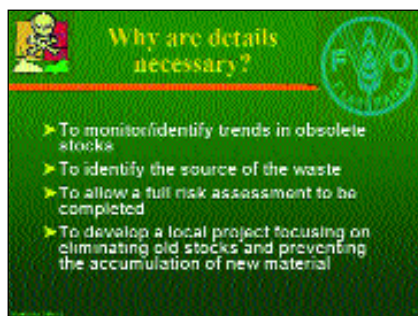 Why are details
necessary?
F A O
➤To monitor/identify trends in obsolete
stocks
➤To identify the source of the waste
➤To allow a full risk assessment to be
completed
➤To develop a local project focusing on
eliminating old stocks and preventing
the accumulation of new material